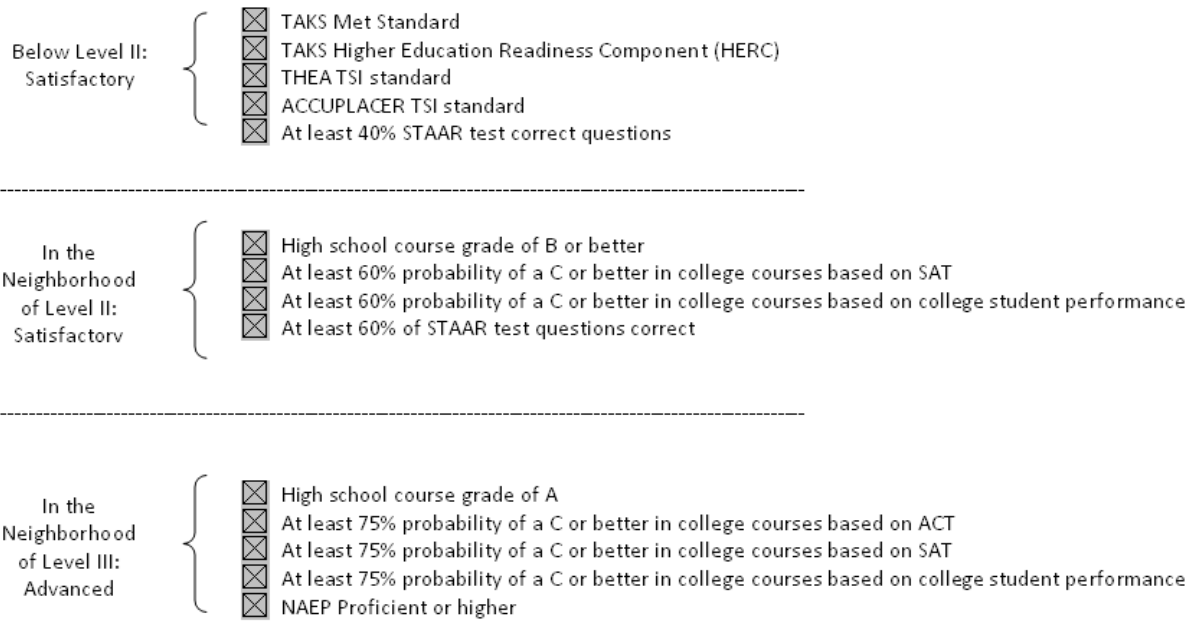 Below Level II:
Satisfactory
TAKS Met Standard
TAKS Higher Education Readiness Component (HERC)
THEA TSI standard
ACCUPLACER TSI standard
At least 40% STAAR test correct questions
In the
Neighborhood
of Level II:
Satisfactory
High school course grade of B or better
At least 60% probability of a C or better in college courses based on SAT
At least 60% probability of a C or better in college courses based on college student performance
At least 60% of STAAR test questions correct
In the
Neighborhood
of Level III:
Advanced
High school course grade of A
At least 75% probability of a C or better in college courses based on ACT
At least 75% probability of a C or better in college courses based on SAT
At least 75% probability of a C or better in college courses based on college student performance
NAEP Proficient or higher